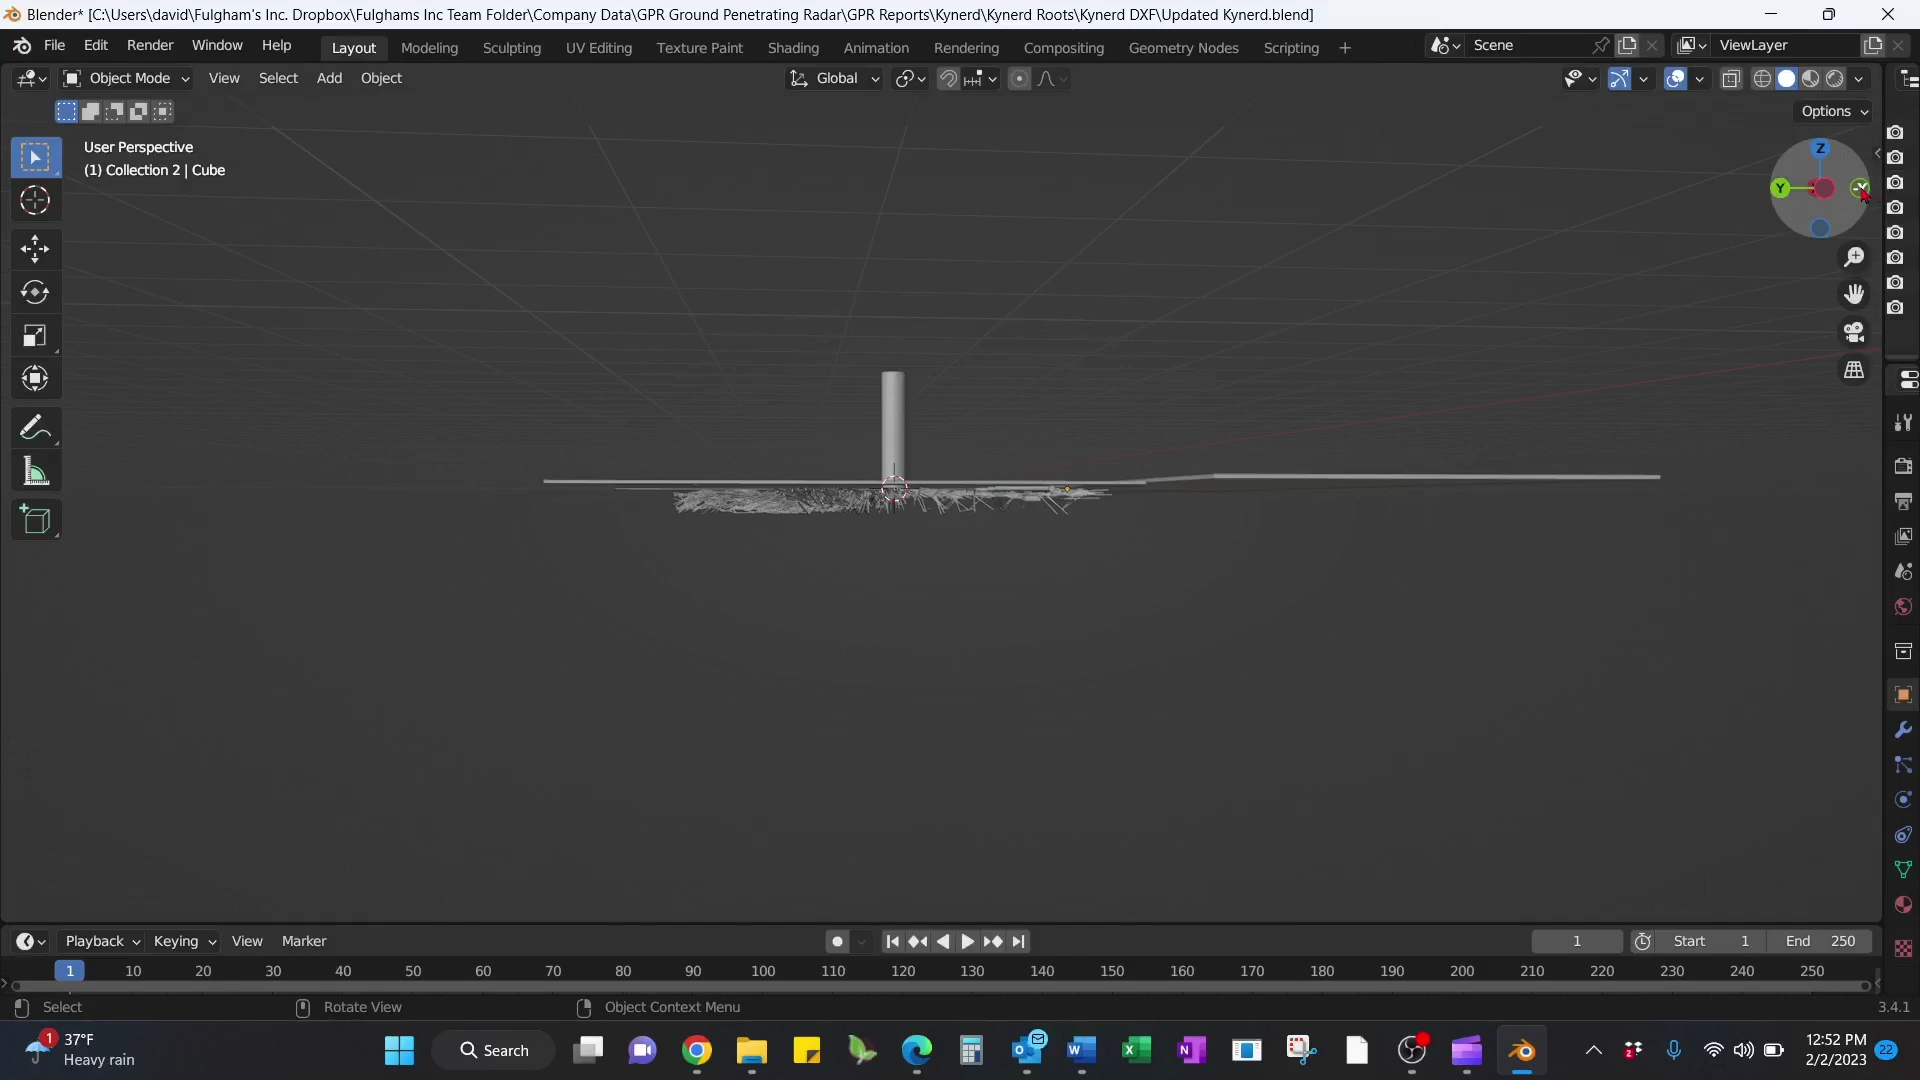 Blender* [C:\Users\david\Fulgham's Inc. Dropbox\Fulghams Inc Team Folder\Company Data\GPR Ground Penetrating Radar\GPR Reports\Kynerd\Kynerd Roots\Kynerd DXF\Updated Kynerd.blend]
File Edit Render Window Help Layout Modeling Sculpting UV Editing Texture Paint Shading Animation Rendering Compositing Geometry Nodes Scripting + Scene ViewLayer
Object Mode View Select Add Object Global
Options
User Perspective
(1) Collection 2 | Cube
Z
Y -Y
Playback Keying View Marker 1 Start 1 End 250
1 10 20 30 40 50 60 70 80 90 100 110 120 130 140 150 160 170 180 190 200 210 220 230 240 250
Select Rotate View Object Context Menu 3.4.1
1 37°F
Heavy rain
Search
12:52 PM
2/2/2023 22